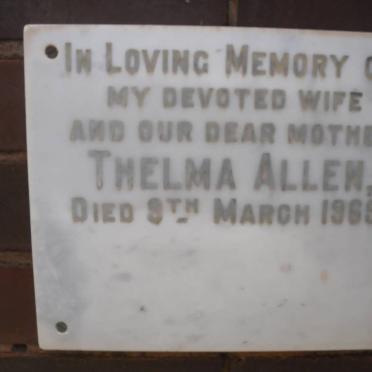 IN LOVING MEMORY O
MY DEVOTED WIFE
AND OUR DEAR MOTHE
THELMA ALLEN,
DIED 9TH MARCH 196